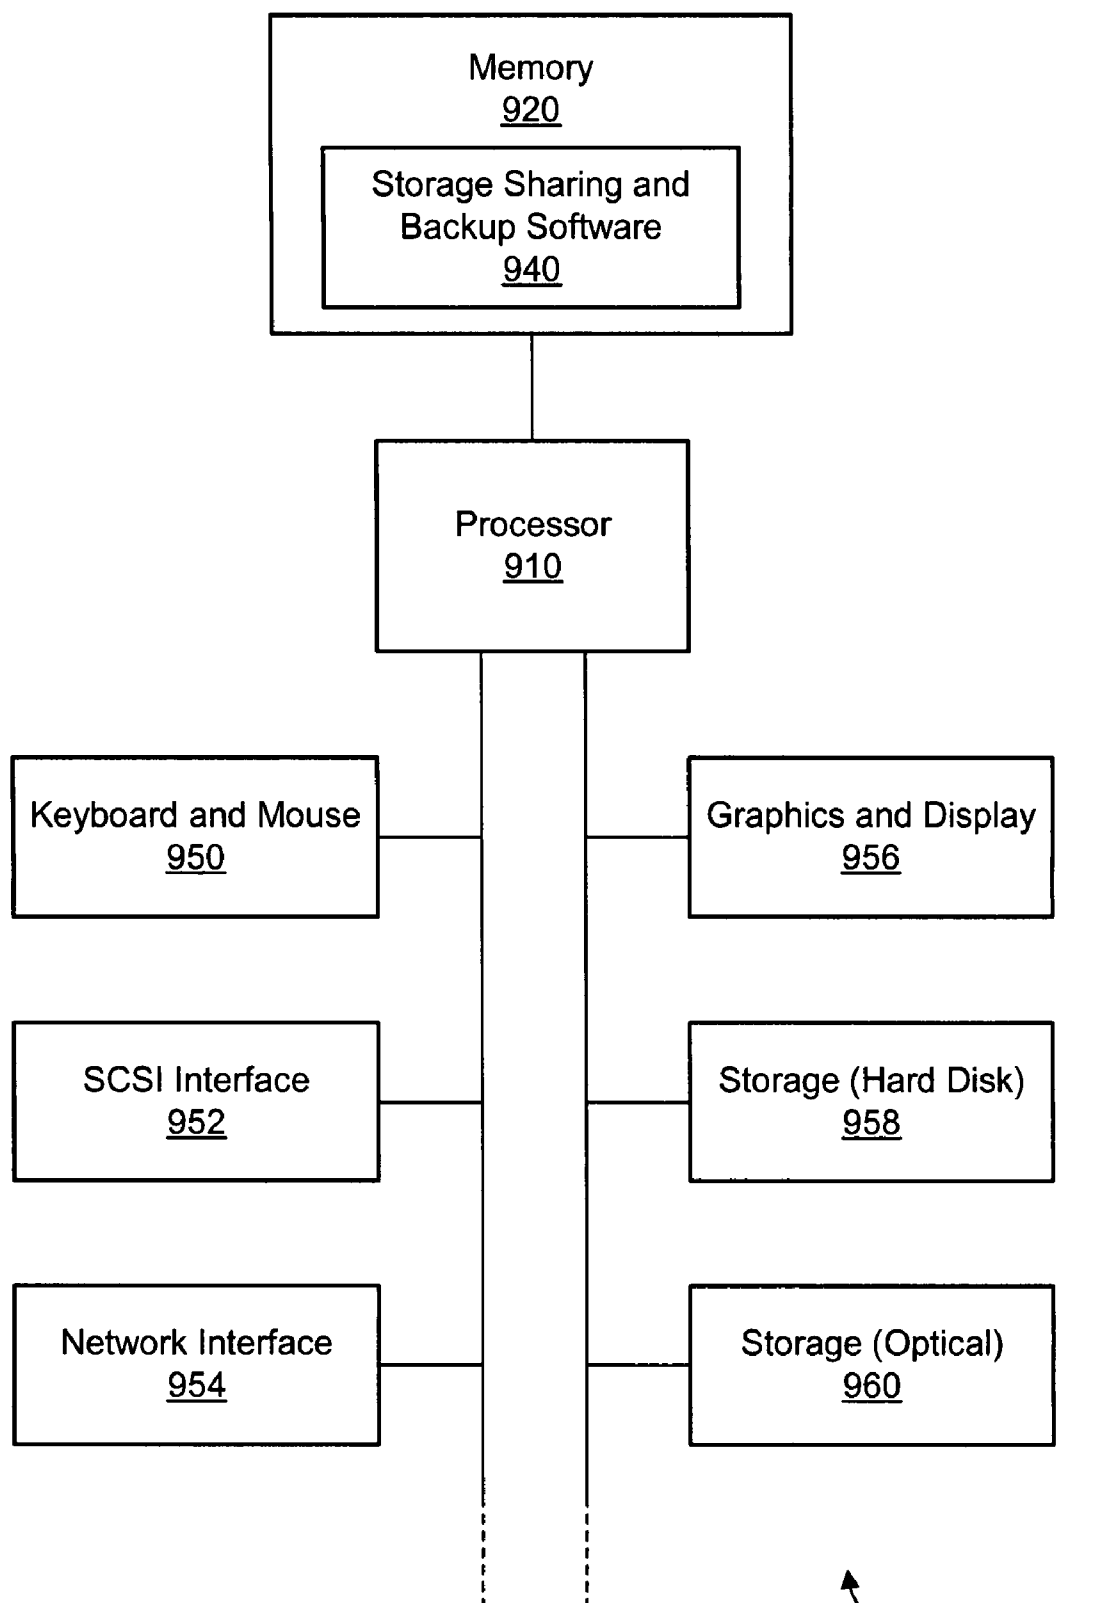 Memory
920
Storage Sharing and
Backup Software
940
Processor
910
Keyboard and Mouse
950
Graphics and Display
956
SCSI Interface
952
Storage (Hard Disk)
958
Network Interface
954
Storage (Optical)
960